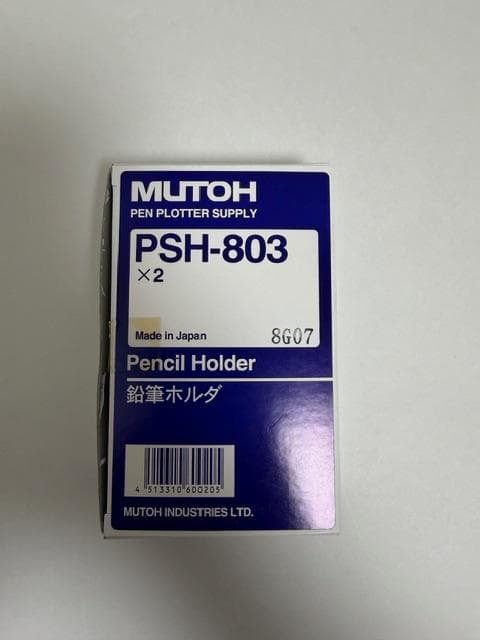 MUTOH
PEN PLOTTER SUPPLY
PSH-803
×2
Made in Japan 8G07
Pencil Holder
鉛筆ホルダ
4 513310 600205
MUTOH INDUSTRIES LTD.